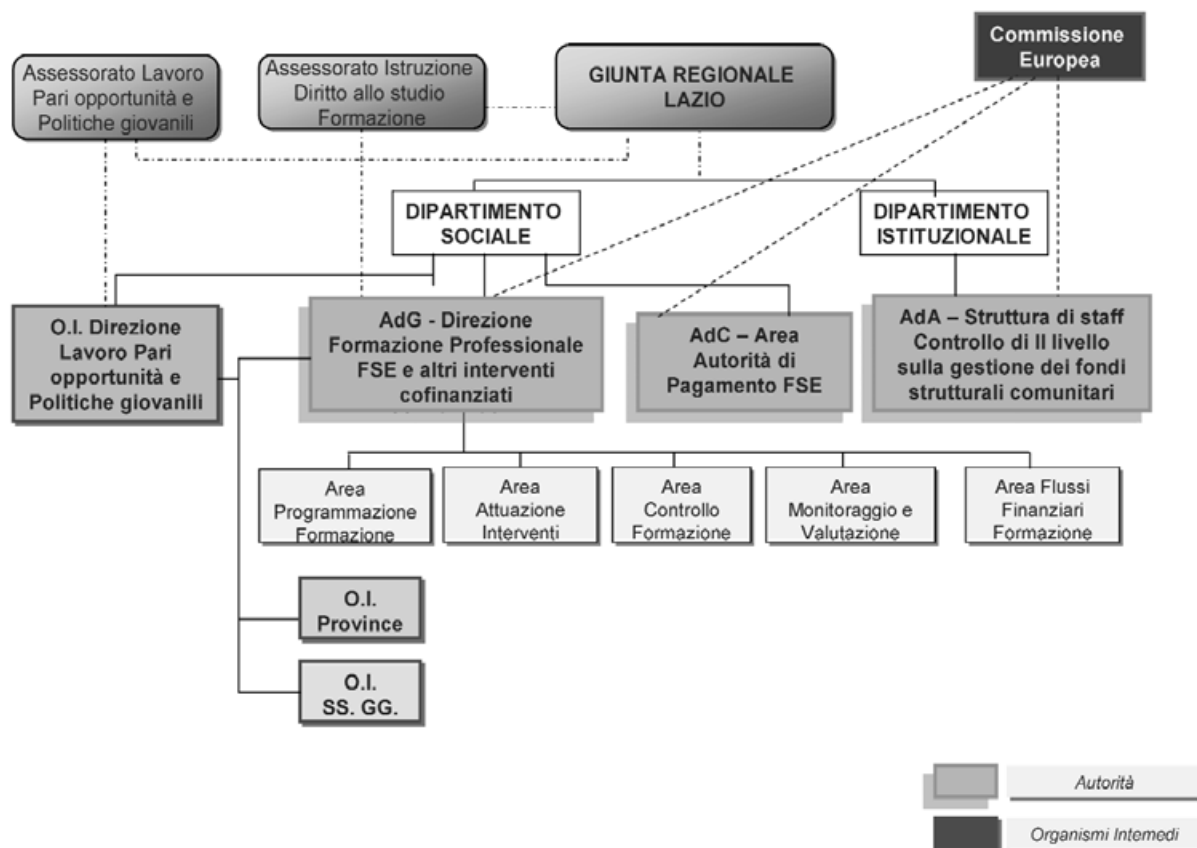 Commissione
Europea
Assessorato Lavoro
Pari opportunità e
Politiche giovanili
Assessorato Istruzione
Diritto allo studio
Formazione
GIUNTA REGIONALE
LAZIO
DIPARTIMENTO
SOCIALE
DIPARTIMENTO
ISTITUZIONALE
O.I. Direzione
Lavoro Pari
opportunità e
Politiche giovanili
AdG - Direzione
Formazione Professionale
FSE e altri interventi
cofinanziati
AdC – Area
Autorità di
Pagamento FSE
AdA – Struttura di staff
Controllo di II livello
sulla gestione dei fondi
strutturali comunitari
Area
Programmazione
Formazione
Area
Attuazione
Interventi
Area
Controllo
Formazione
Area
Monitoraggio e
Valutazione
Area Flussi
Finanziari
Formazione
O.I.
Province
O.I.
SS. GG.
Autorità
Organismi Intemedi